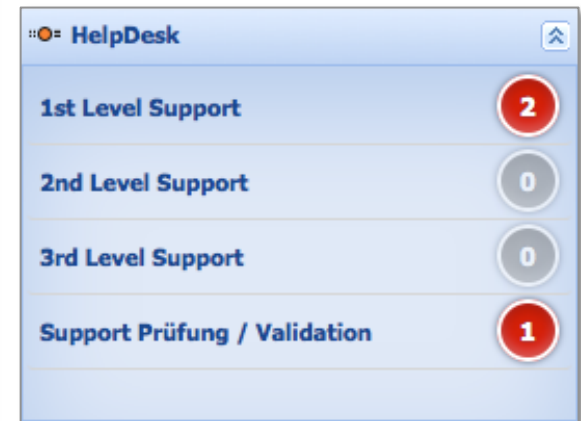 HelpDesk
1st Level Support 2
2nd Level Support 0
3rd Level Support 0
Support Prüfung / Validation 1